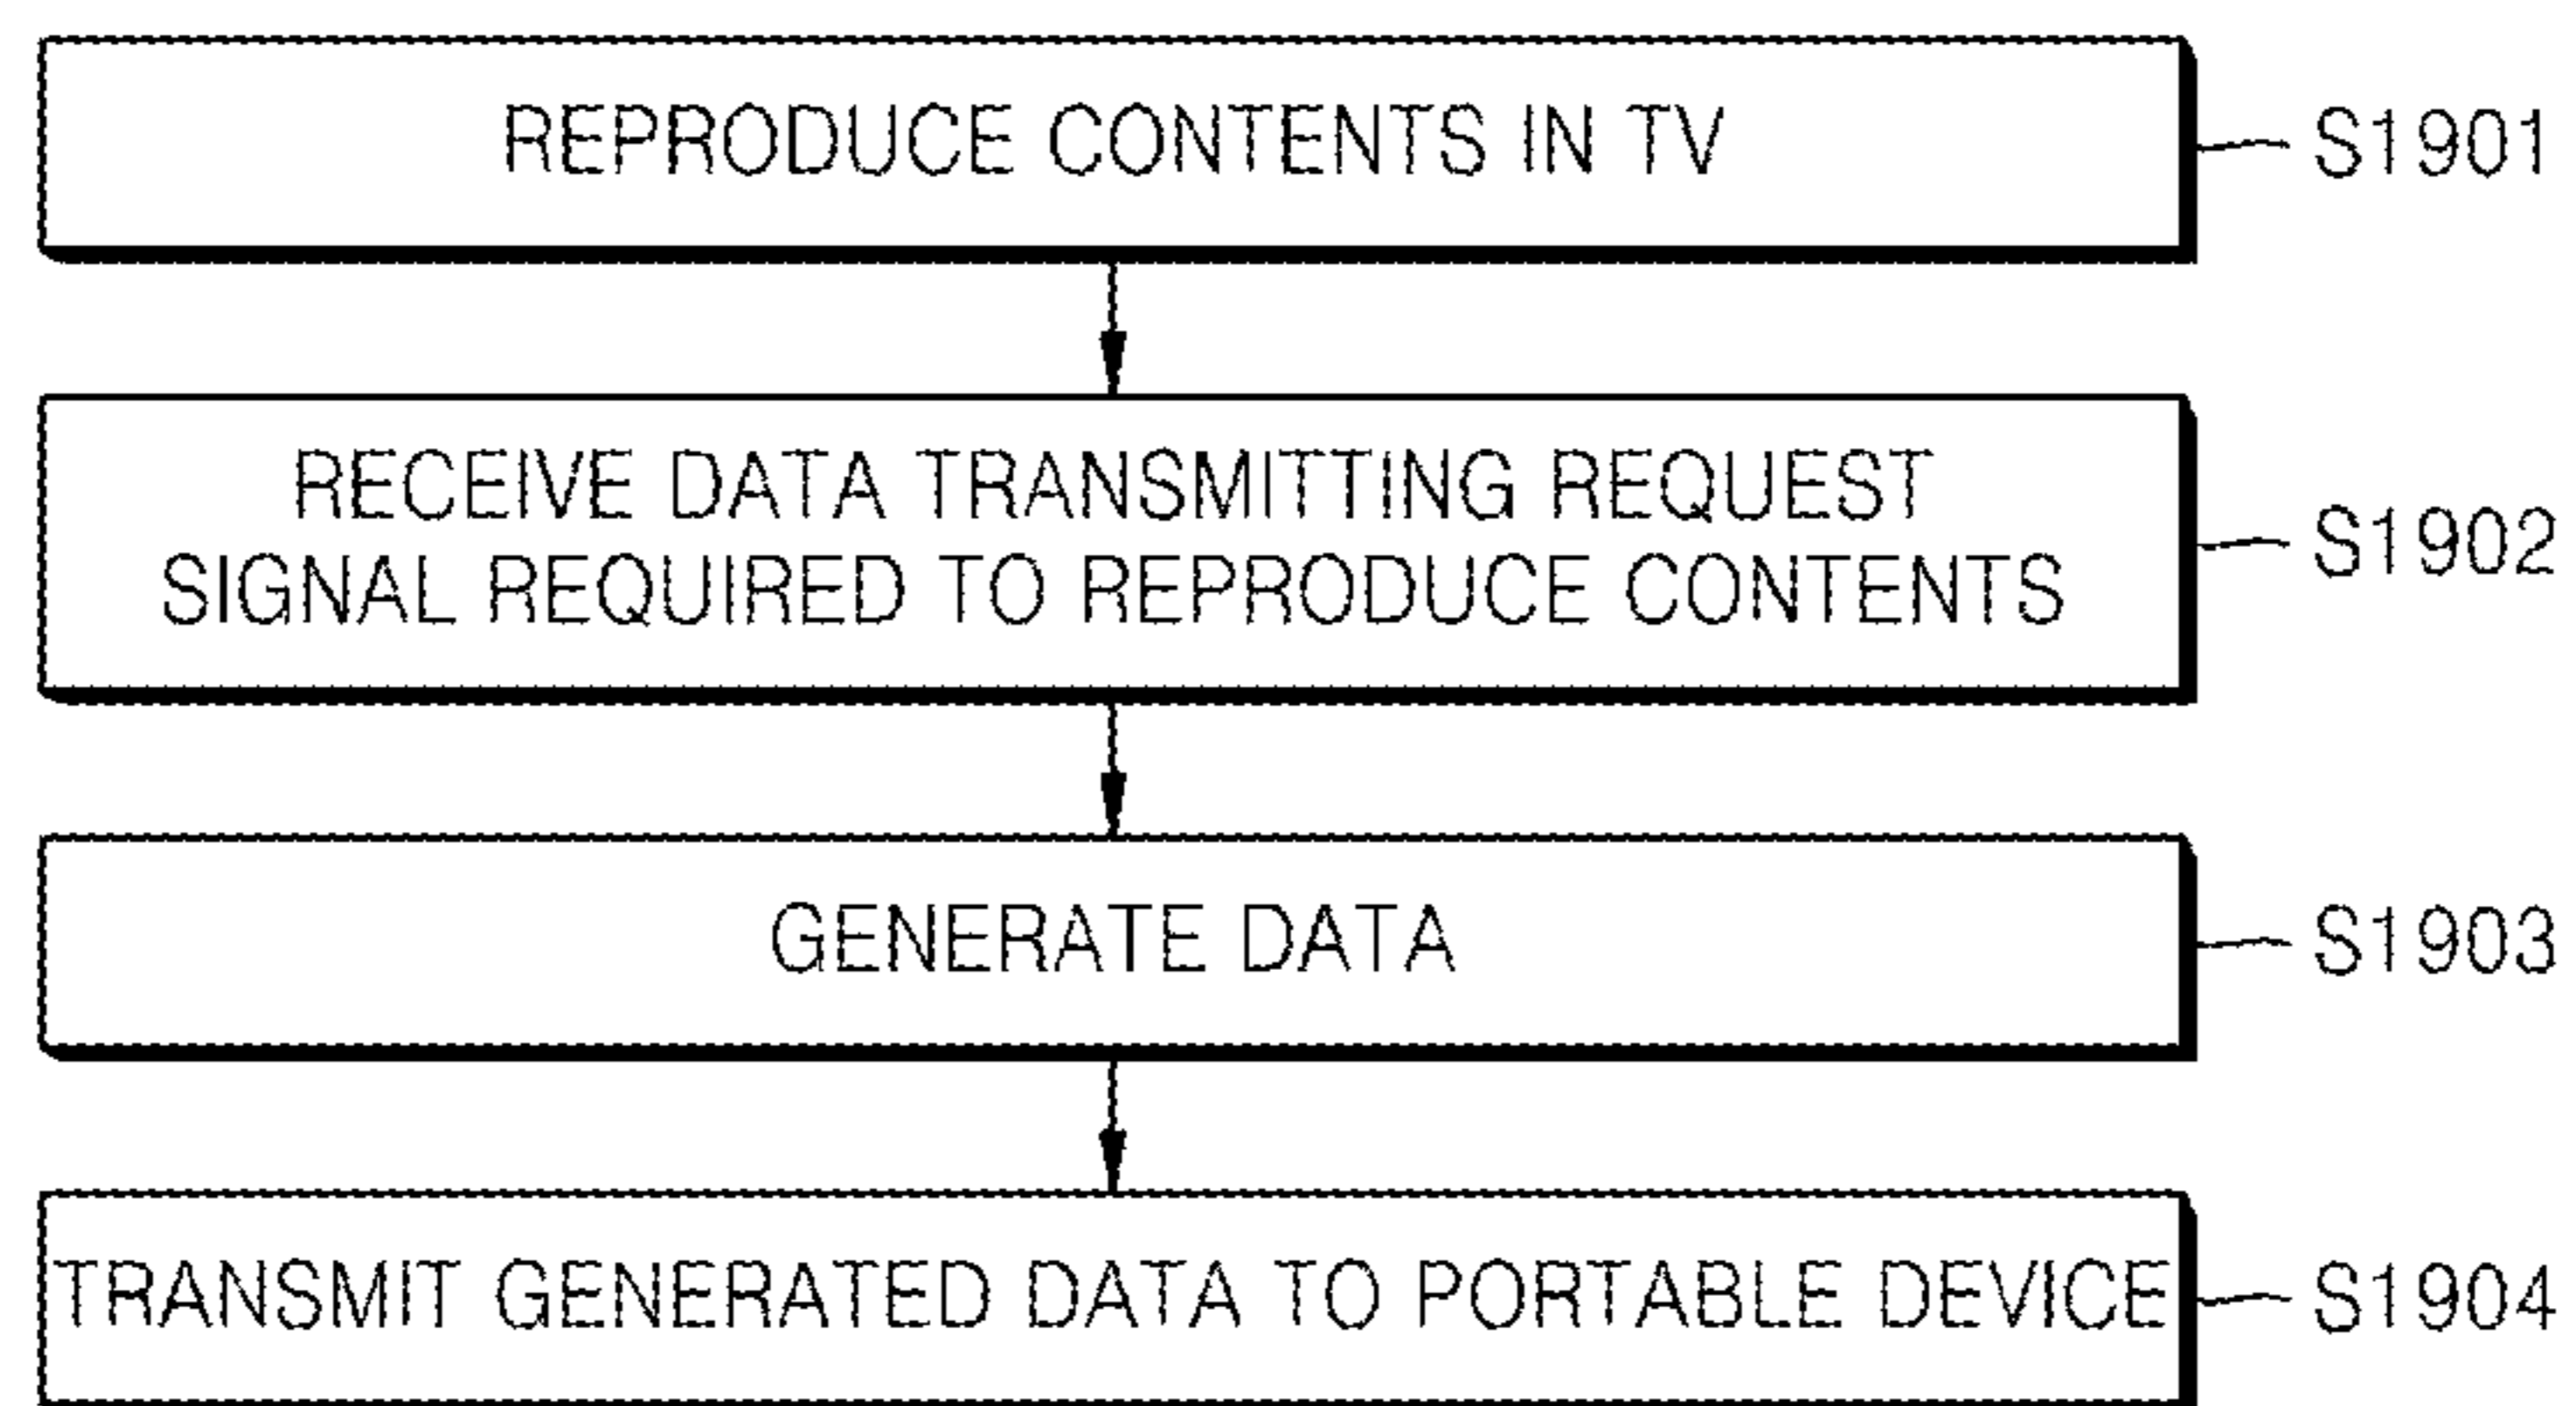 REPRODUCE CONTENTS IN TV
S1901
RECEIVE DATA TRANSMITTING REQUEST
SIGNAL REQUIRED TO REPRODUCE CONTENTS
S1902
GENERATE DATA
S1903
TRANSMIT GENERATED DATA TO PORTABLE DEVICE
S1904